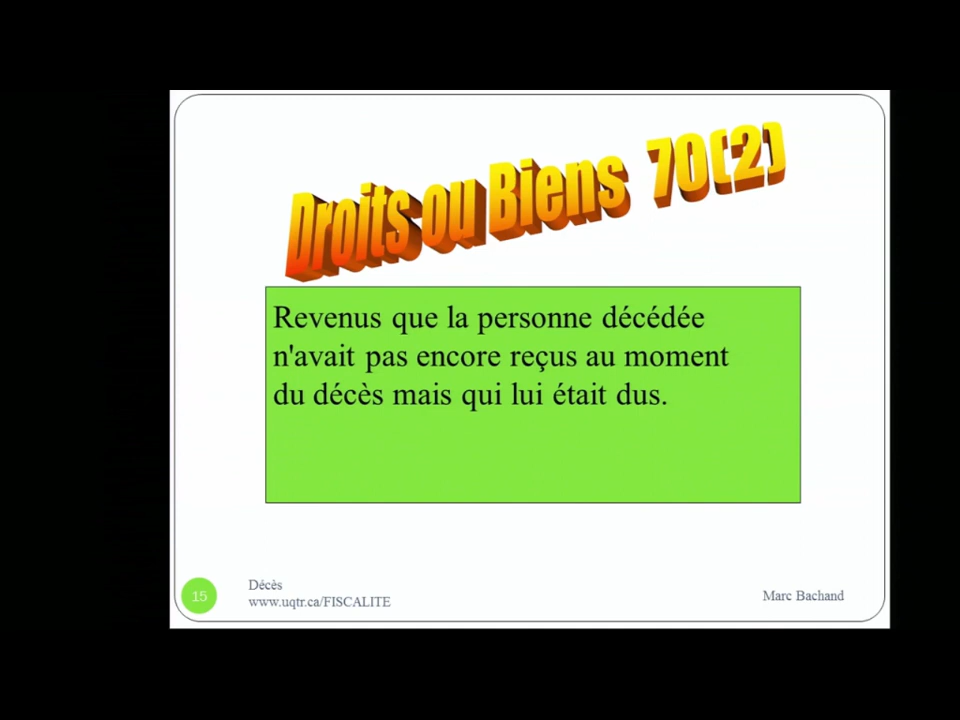 Droits ou Biens 70(2)
Revenus que la personne décédée
n'avait pas encore reçus au moment
du décès mais qui lui était dus.
15
Décès
www.uqtr.ca/FISCALITE
Marc Bachand